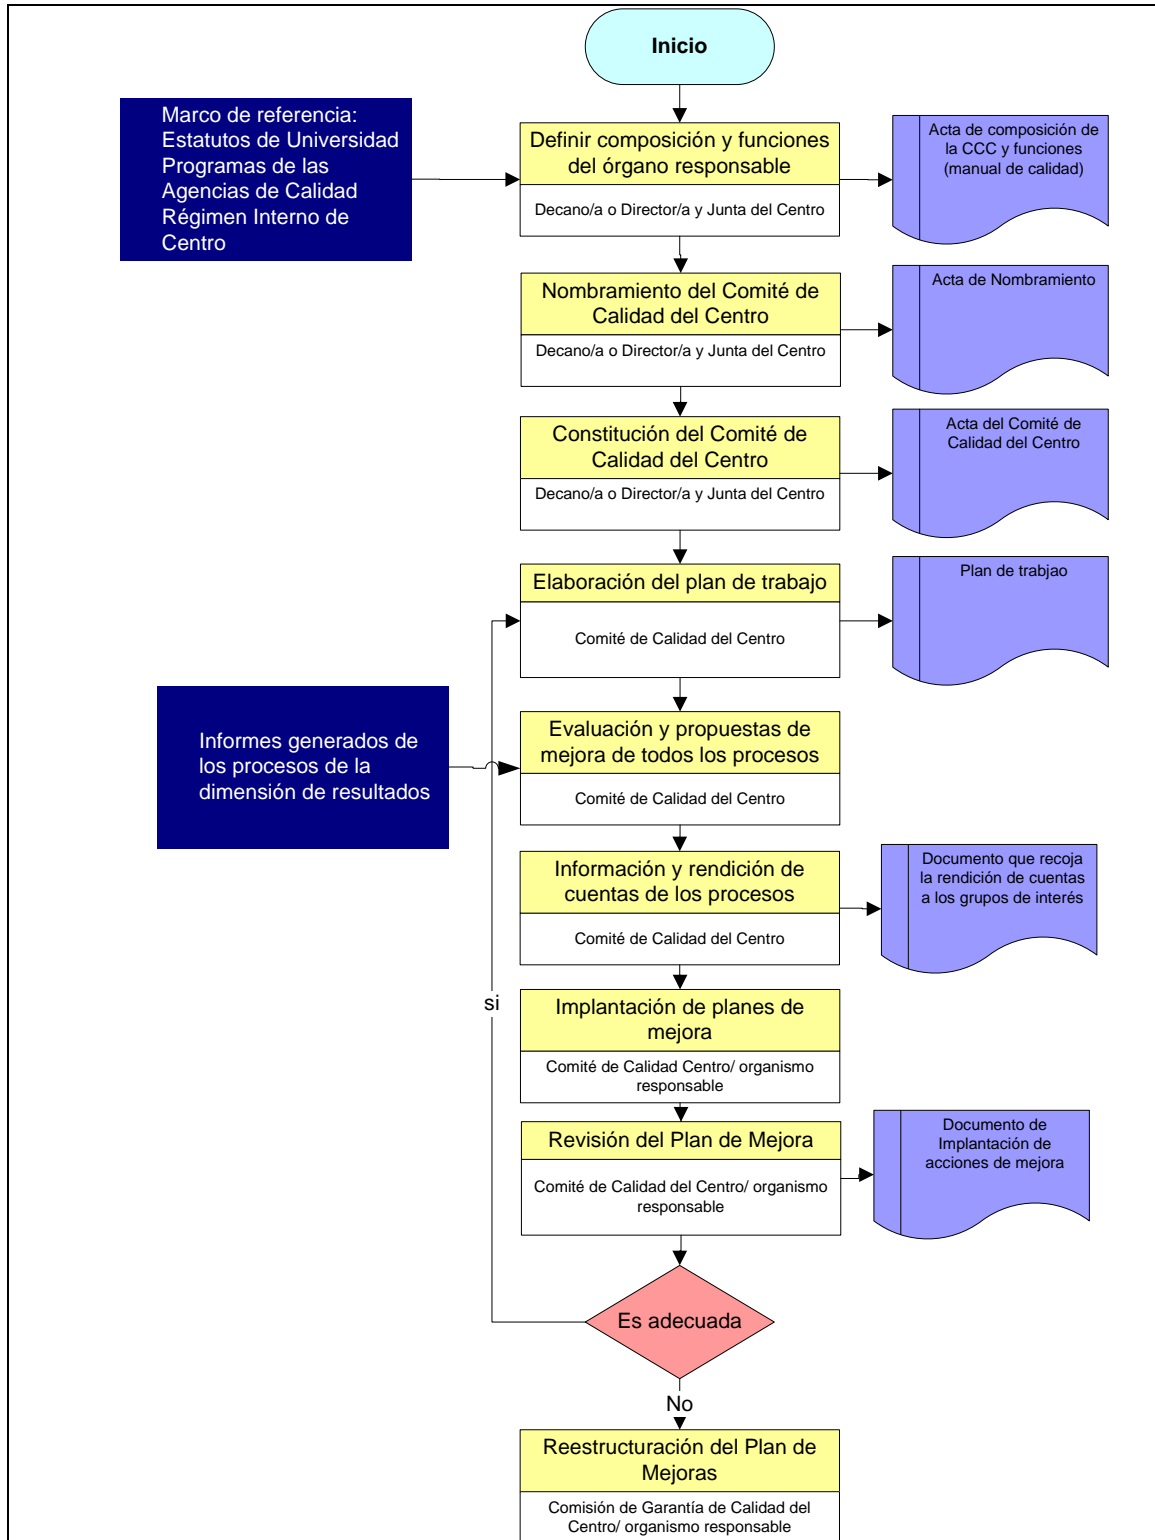 Inicio
Marco de referencia:
Estatutos de Universidad
Programas de las
Agencias de Calidad
Régimen Interno de
Centro
Definir composición y funciones
del órgano responsable
Decano/a o Director/a y Junta del Centro
Acta de composición de
la CCC y funciones
(manual de calidad)
Nombramiento del Comité de
Calidad del Centro
Decano/a o Director/a y Junta del Centro
Acta de Nombramiento
Constitución del Comité de
Calidad del Centro
Decano/a o Director/a y Junta del Centro
Acta del Comité de
Calidad del Centro
Elaboración del plan de trabajo
Comité de Calidad del Centro
Plan de trabjao
Informes generados de
los procesos de la
dimensión de resultados
Evaluación y propuestas de
mejora de todos los procesos
Comité de Calidad del Centro
Información y rendición de
cuentas de los procesos
Comité de Calidad del Centro
Documento que recoja
la rendición de cuentas
a los grupos de interés
si
Implantación de planes de
mejora
Comité de Calidad Centro/ organismo
responsable
Revisión del Plan de Mejora
Comité de Calidad del Centro/ organismo
responsable
Documento de
Implantación de
acciones de mejora
Es adecuada
No
Reestructuración del Plan de
Mejoras
Comisión de Garantía de Calidad del
Centro/ organismo responsable